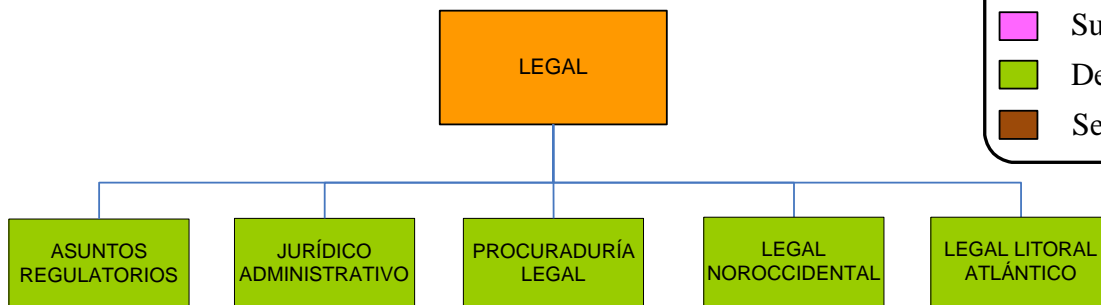 LEGAL
Su
De
Se
ASUNTOS
REGULATORIOS
JURÍDICO
ADMINISTRATIVO
PROCURADURÍA
LEGAL
LEGAL
NOROCCIDENTAL
LEGAL LITORAL
ATLÁNTICO